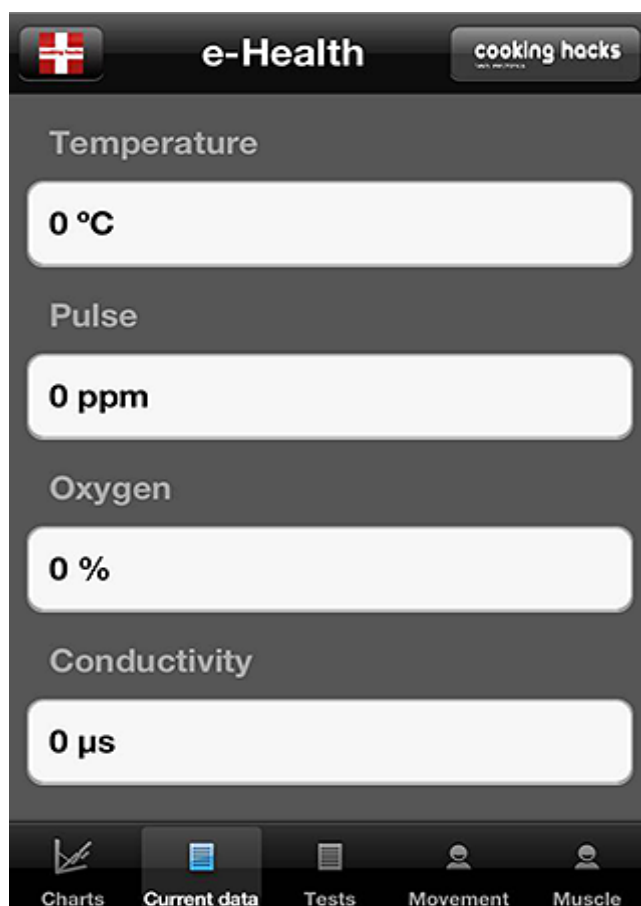 e-Health
cooking hacks
Temperature
0 ºC
Pulse
0 ppm
Oxygen
0 %
Conductivity
0 µs
Charts
Current data
Tests
Movement
Muscle